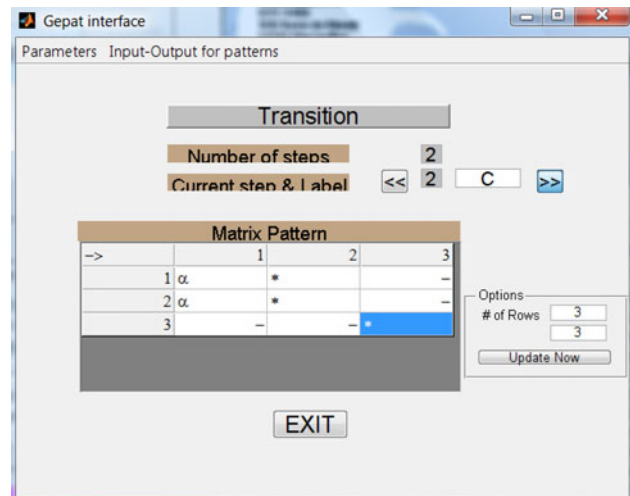 Gepat interface
Parameters Input-Output for patterns
Transition
Number of steps 2
Current step & Label << 2 C >>
Matrix Pattern
-> 1 2 3
1 α * –
2 α * –
3 – – *
Options
# of Rows 3
3
Update Now
EXIT